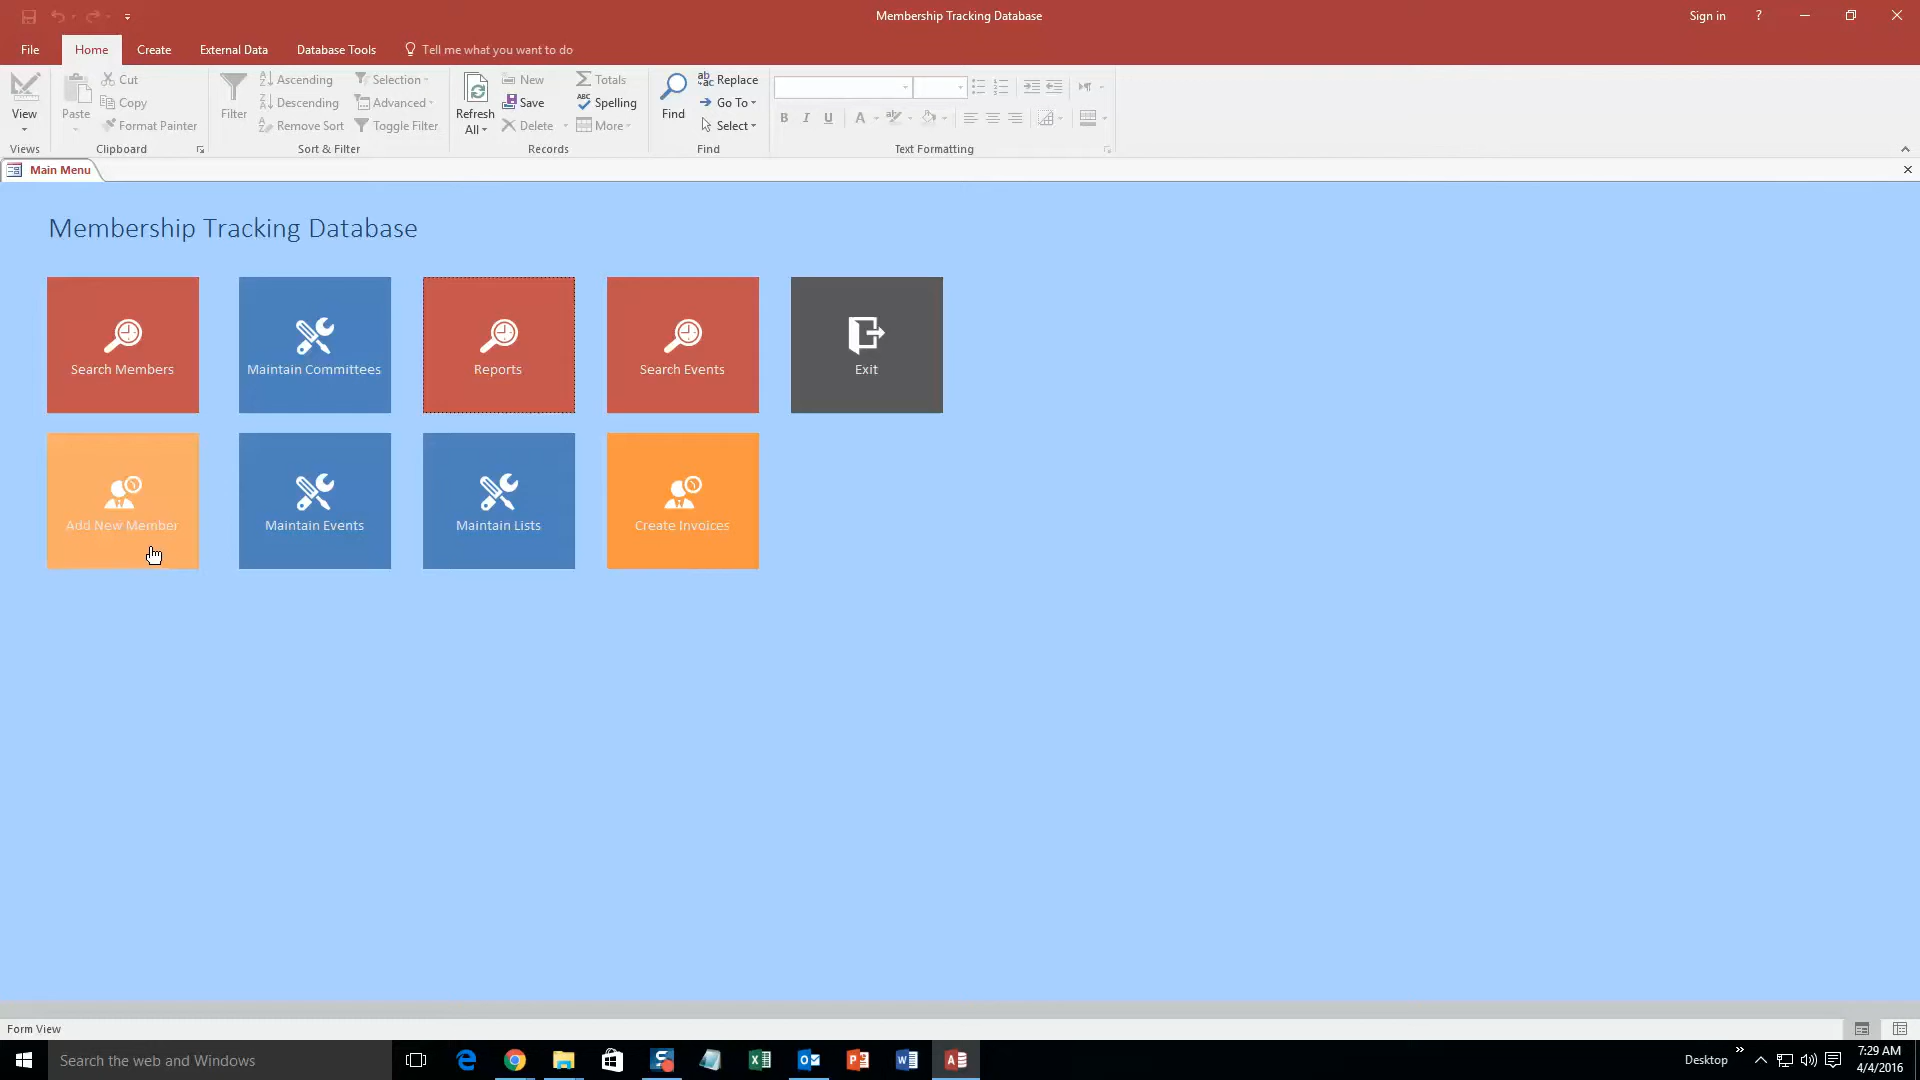 Membership Tracking Database
Sign in
?
File Home Create External Data Database Tools Tell me what you want to do
View
Views
Paste
Cut
Copy
Format Painter
Clipboard
Filter
Ascending
Descending
Remove Sort
Selection
Advanced
Toggle Filter
Sort & Filter
Refresh
All
New
Save
Delete
Totals
Spelling
More
Records
Find
Replace
Go To
Select
Find
B I U A
Text Formatting
Main Menu
Membership Tracking Database
Search Members Maintain Committees Reports Search Events Exit
Add New Member Maintain Events Maintain Lists Create Invoices
Form View
Search the web and Windows
Desktop
7:29 AM
4/4/2016